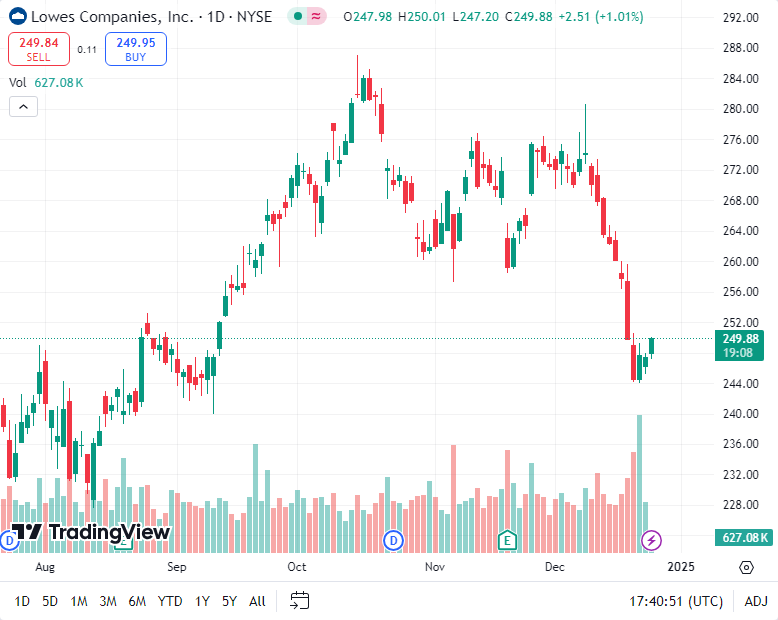 Lowes Companies, Inc. · 1D · NYSE ≈ O247.98 H250.01 L247.20 C249.88 +2.51 (+1.01%)
249.84 0.11 249.95
SELL BUY
Vol 627.08K
292.00
288.00
284.00
280.00
276.00
272.00
268.00
264.00
260.00
256.00
252.00
249.88
19:08
244.00
240.00
236.00
232.00
228.00
627.08K
D E D E
TradingView
Aug Sep Oct Nov Dec 2025
1D 5D 1M 3M 6M YTD 1Y 5Y All 17:40:51 (UTC) ADJ